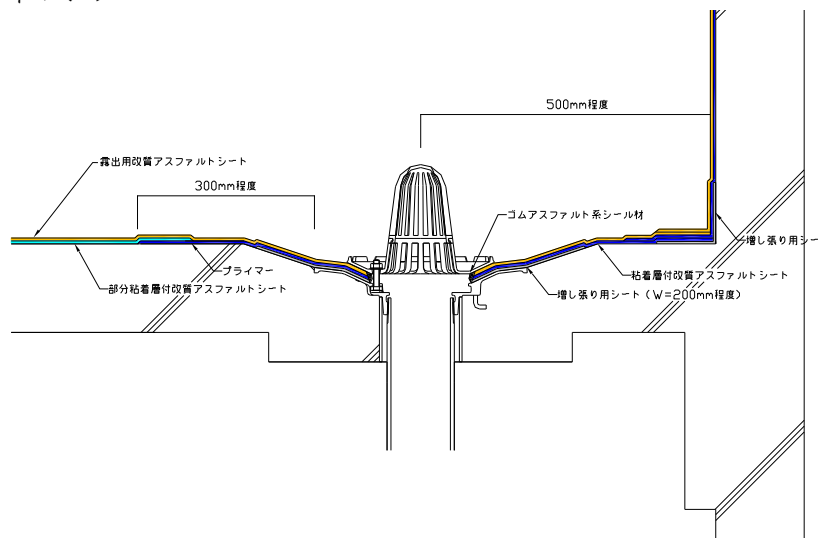 500mm程度
露出用改質アスファルトシート
300mm程度
ゴムアスファルト系シール材
増し張り用シー
プライマー
粘着層付改質アスファルトシート
部分粘着層付改質アスファルトシート
増し張り用シート(W=200mm程度)